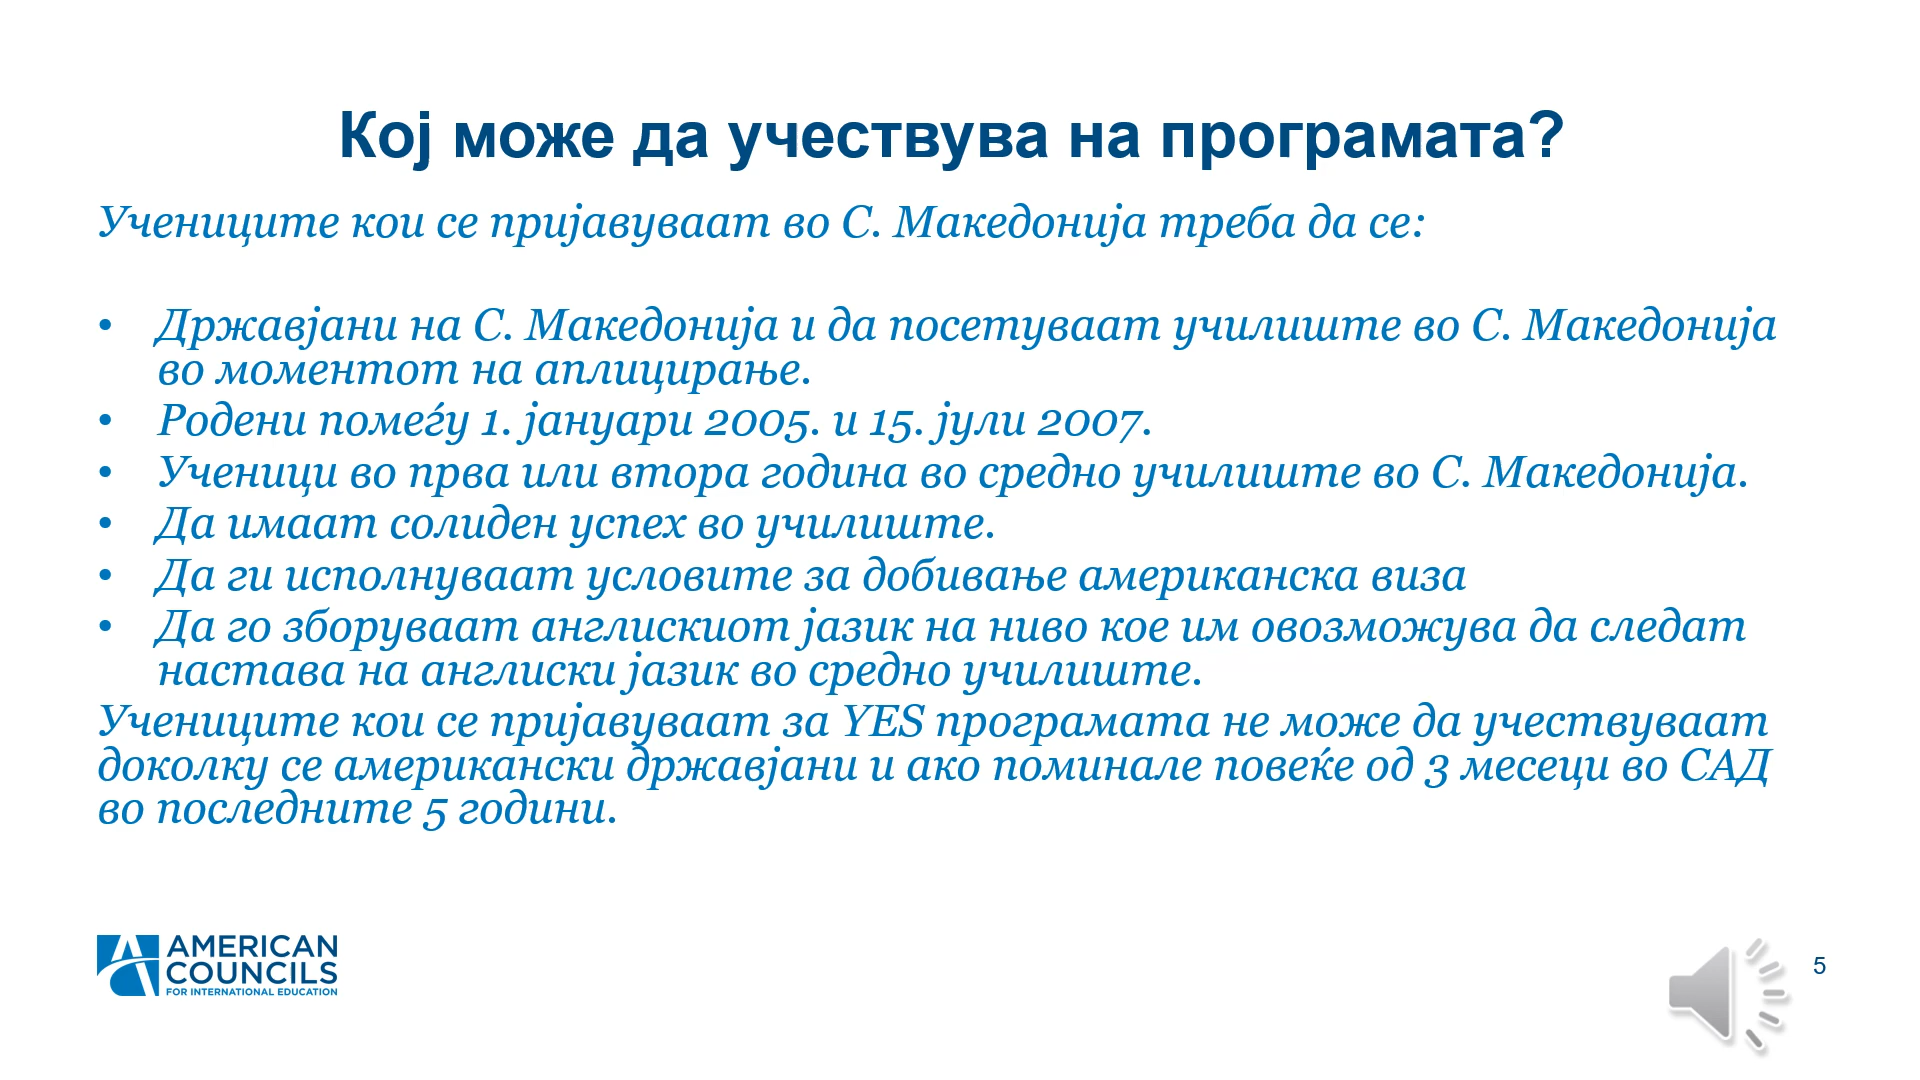 Кој може да учествува на програмата?
Учениците кои се пријавуваат во С. Македонија треба да се:
• Државјани на С. Македонија и да посетуваат училиште во С. Македонија
во моментот на аплицирање.
• Родени помеѓу 1. јануари 2005. и 15. јули 2007.
• Ученици во прва или втора година во средно училиште во С. Македонија.
• Да имаат солиден успех во училиште.
• Да ги исполнуваат условите за добивање американска виза
• Да го зборуваат англискиот јазик на ниво кое им овозможува да следат
настава на англиски јазик во средно училиште.
Учениците кои се пријавуваат за YES програмата не може да учествуваат
доколку се американски државјани и ако поминале повеќе од 3 месеци во САД
во последните 5 години.
AMERICAN
COUNCILS
FOR INTERNATIONAL EDUCATION
5